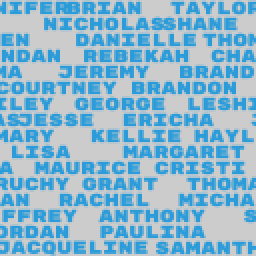 NIFERBRIAN TAYLOR
NICHOLASSHANE
EN DANIELLE THOM
NDAN REBEKAH CHA
MA JEREMY BRAND
COURTNEY BRANDON
ILEY GEORGE LESHI
ASJESSE ERICHA J
MARY KELLIE HAYL
LISA MARGARET
A MAURICE CRISTI
RUCHY GRANT THOMA
AN RACHEL MICHA
FFREY ANTHONY S
ORDAN PAULINA
JACQUELINE SAMANTH